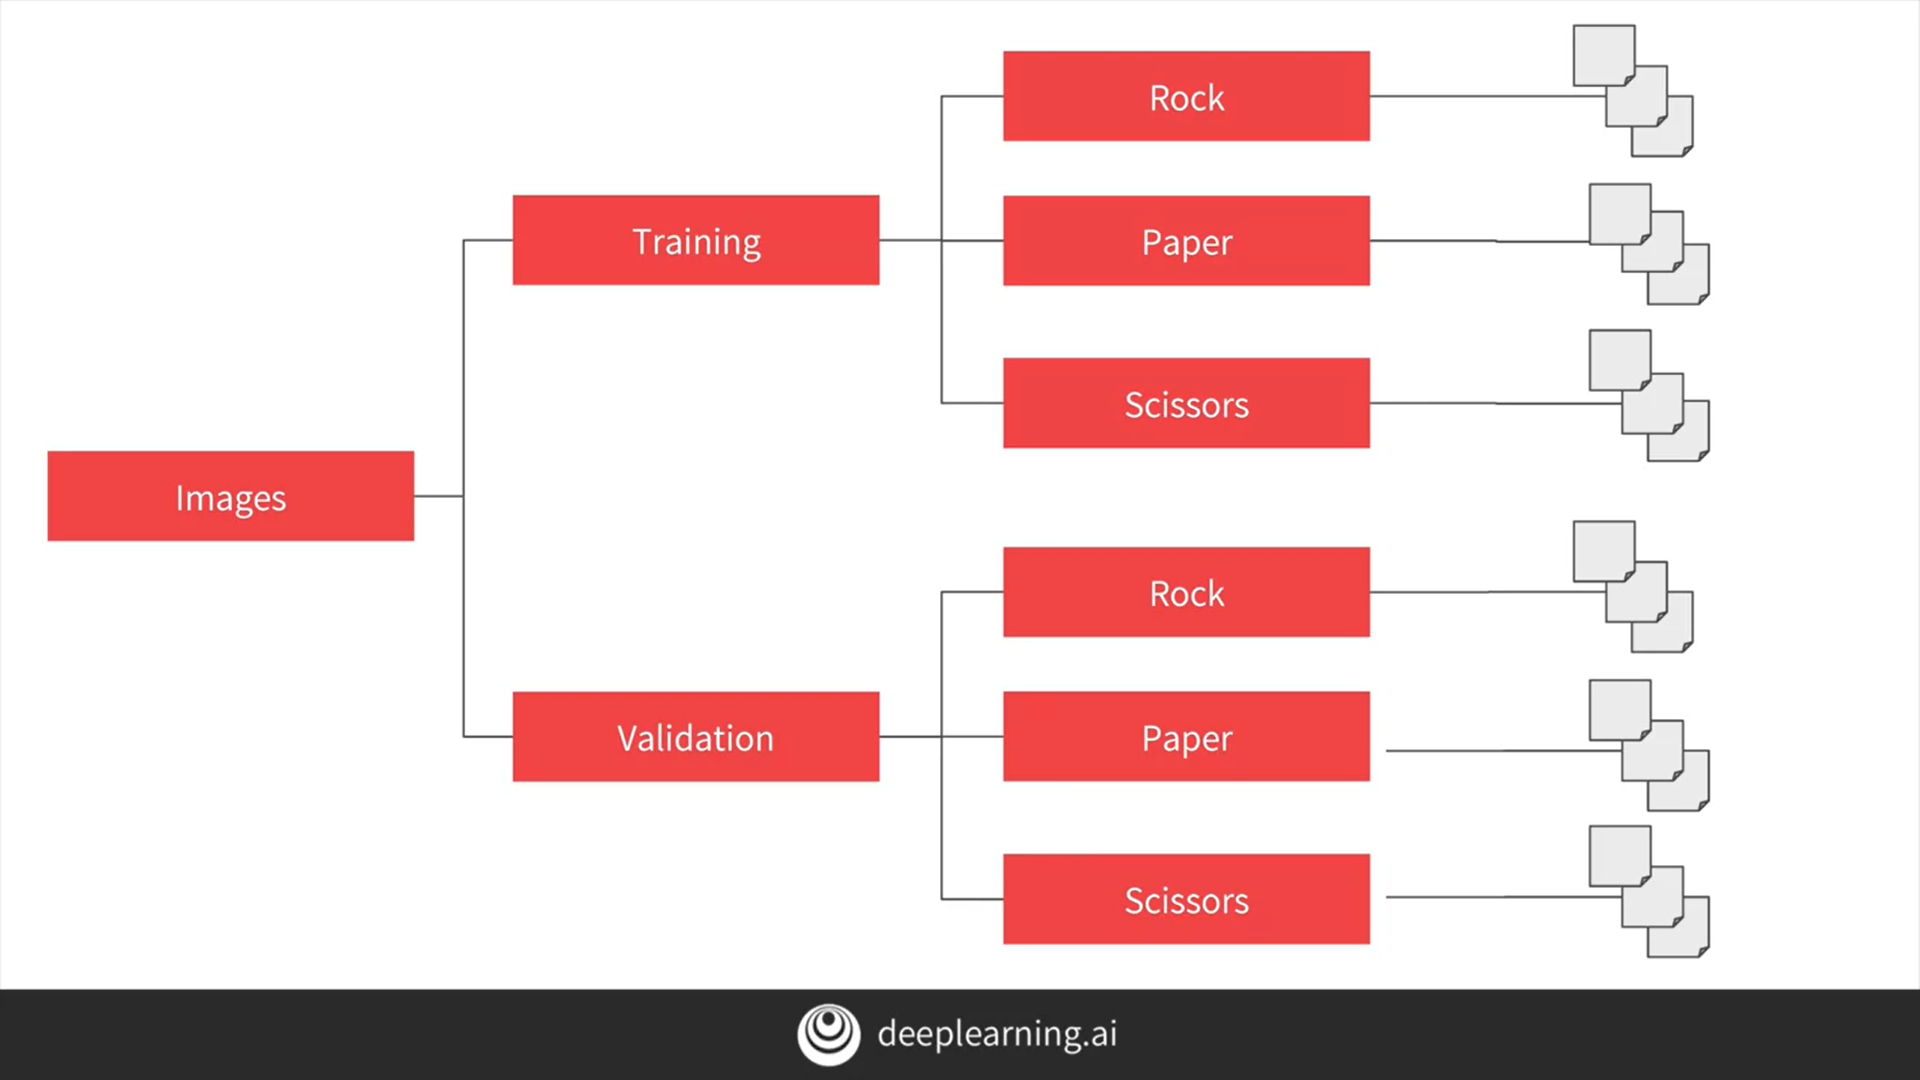 Images
Training
Rock
Paper
Scissors
Validation
Rock
Paper
Scissors
deeplearning.ai